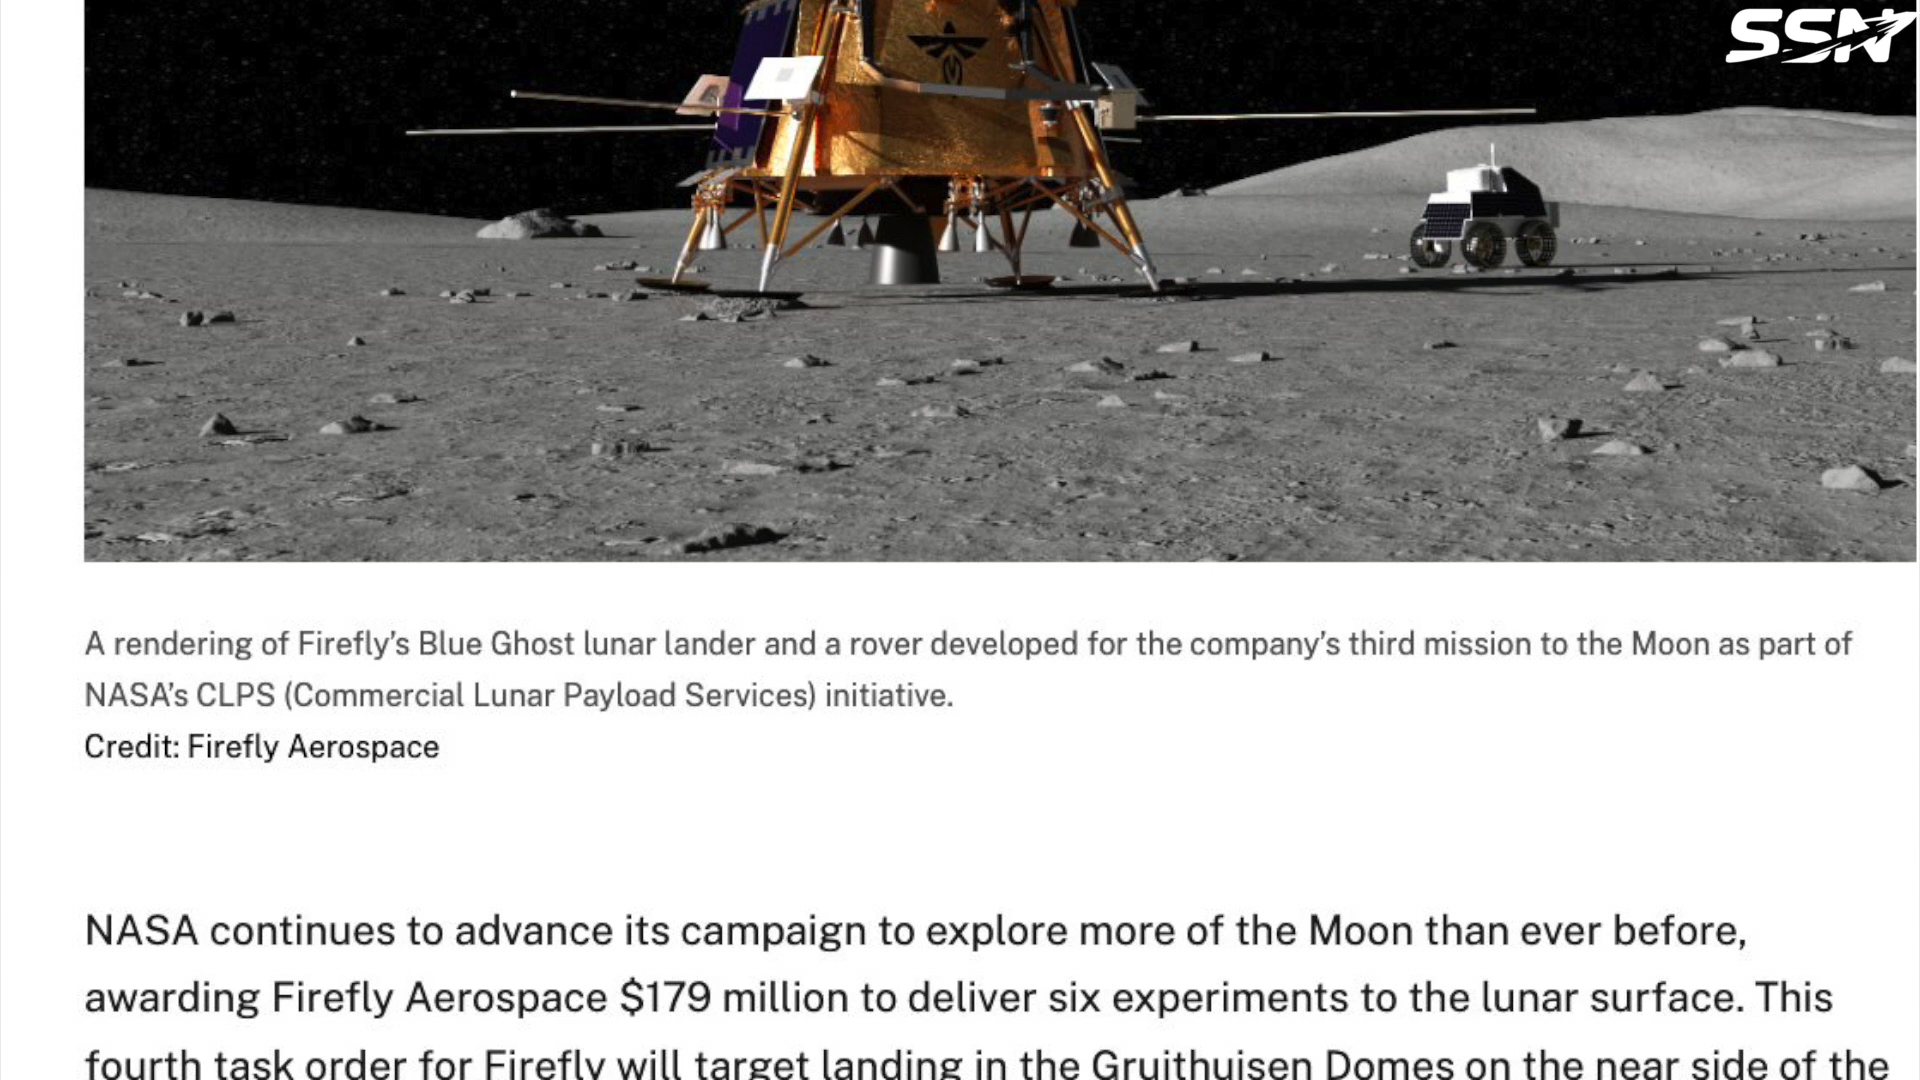 SSN
A rendering of Firefly’s Blue Ghost lunar lander and a rover developed for the company’s third mission to the Moon as part of
NASA’s CLPS (Commercial Lunar Payload Services) initiative.
Credit: Firefly Aerospace
NASA continues to advance its campaign to explore more of the Moon than ever before,
awarding Firefly Aerospace $179 million to deliver six experiments to the lunar surface. This
fourth task order for Firefly will target landing in the Gruithuisen Domes on the near side of the